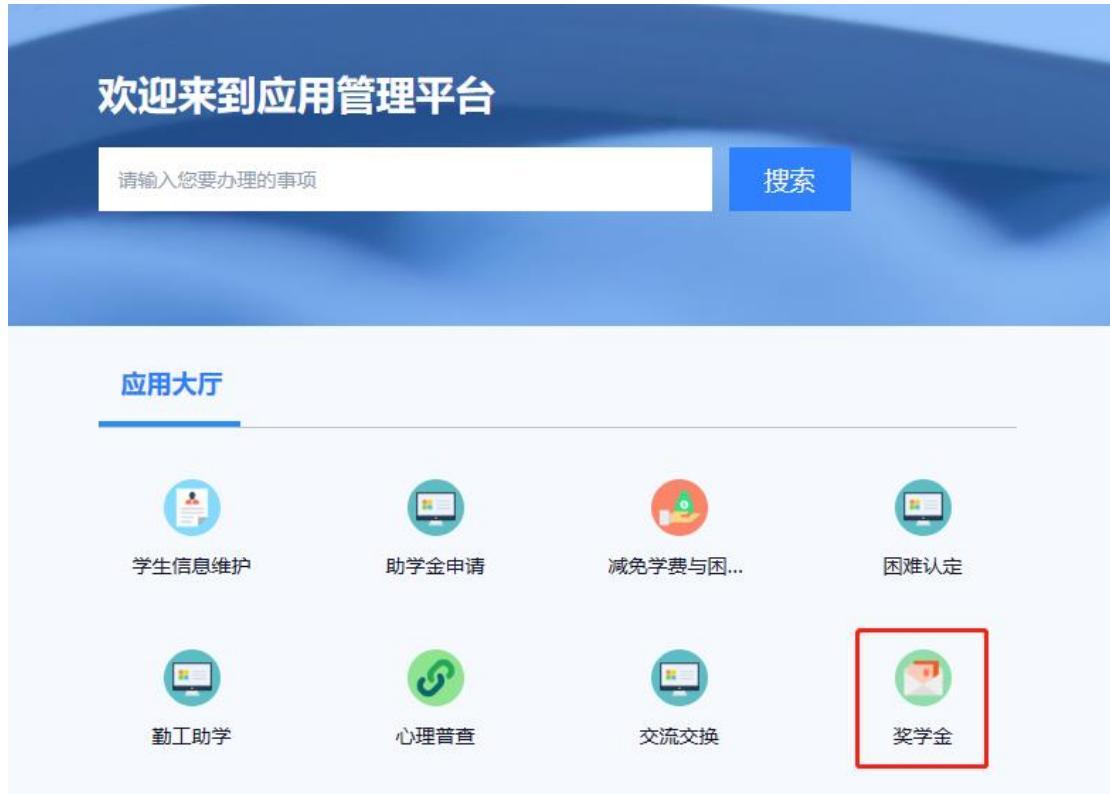 欢迎来到应用管理平台
请输入您要办理的事项
搜索
应用大厅
学生信息维护
助学金申请
减免学费与困...
困难认定
勤工助学
心理普查
交流交换
奖学金